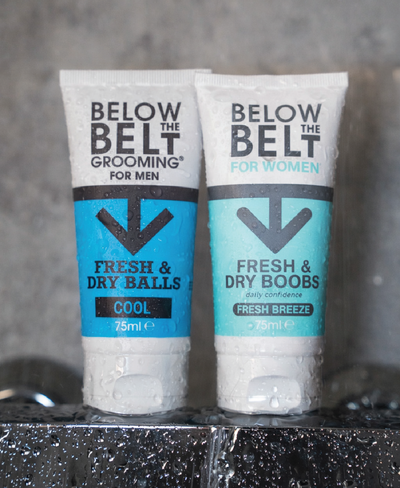 BELOW
THE
BELT
GROOMING®
FOR MEN
FRESH &
DRY BALLS
COOL
75ml ℮
BELOW
THE
BELT
FOR WOMEN
FRESH &
DRY BOOBS
daily confidence
FRESH BREEZE
75ml ℮